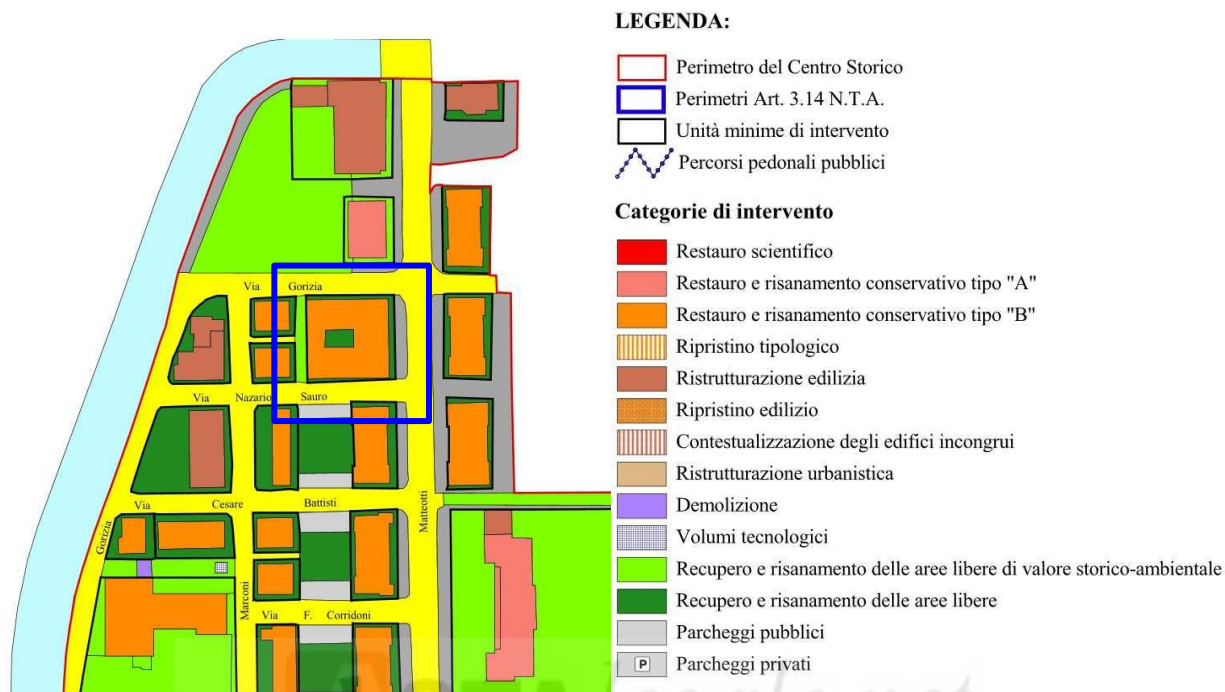 LEGENDA:
Perimetro del Centro Storico
Perimetri Art. 3.14 N.T.A.
Unità minime di intervento
Percorsi pedonali pubblici
Categorie di intervento
Restauro scientifico
Restauro e risanamento conservativo tipo "A"
Restauro e risanamento conservativo tipo "B"
Ripristino tipologico
Ristrutturazione edilizia
Ripristino edilizio
Contestualizzazione degli edifici incongrui
Ristrutturazione urbanistica
Demolizione
Volumi tecnologici
Recupero e risanamento delle aree libere di valore storico-ambientale
Recupero e risanamento delle aree libere
Parcheggi pubblici
P Parcheggi privati
Via Gorizia
Via Nazario Sauro
Via Cesare Battisti
Matteotti
Gorizia
Marconi
Via F. Corridoni